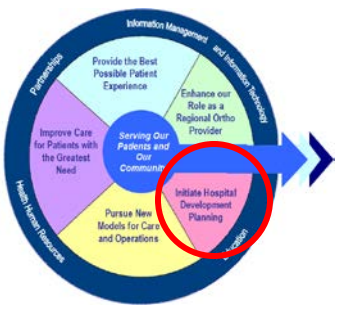 Information Management and Information Technology
Partnerships
Provide the Best
Possible Patient
Experience
Enhance our
Role as a
Regional Ortho
Provider
Improve Care
for Patients with
the Greatest
Need
Serving Our
Patients and
Our
Community
Initiate Hospital
Development
Planning
Pursue New
Models for Care
and Operations
Health Human Resources
Education